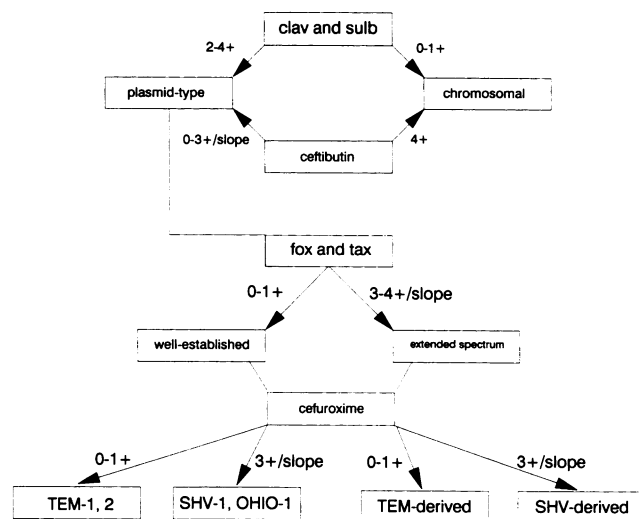 clav and sulb
2-4+
0-1+
plasmid-type
chromosomal
0-3+/slope
4+
ceftibutin
fox and tax
0-1+
3-4+/slope
well-established
extended spectrum
cefuroxime
0-1+
3+/slope
0-1+
3+/slope
TEM-1, 2
SHV-1, OHIO-1
TEM-derived
SHV-derived